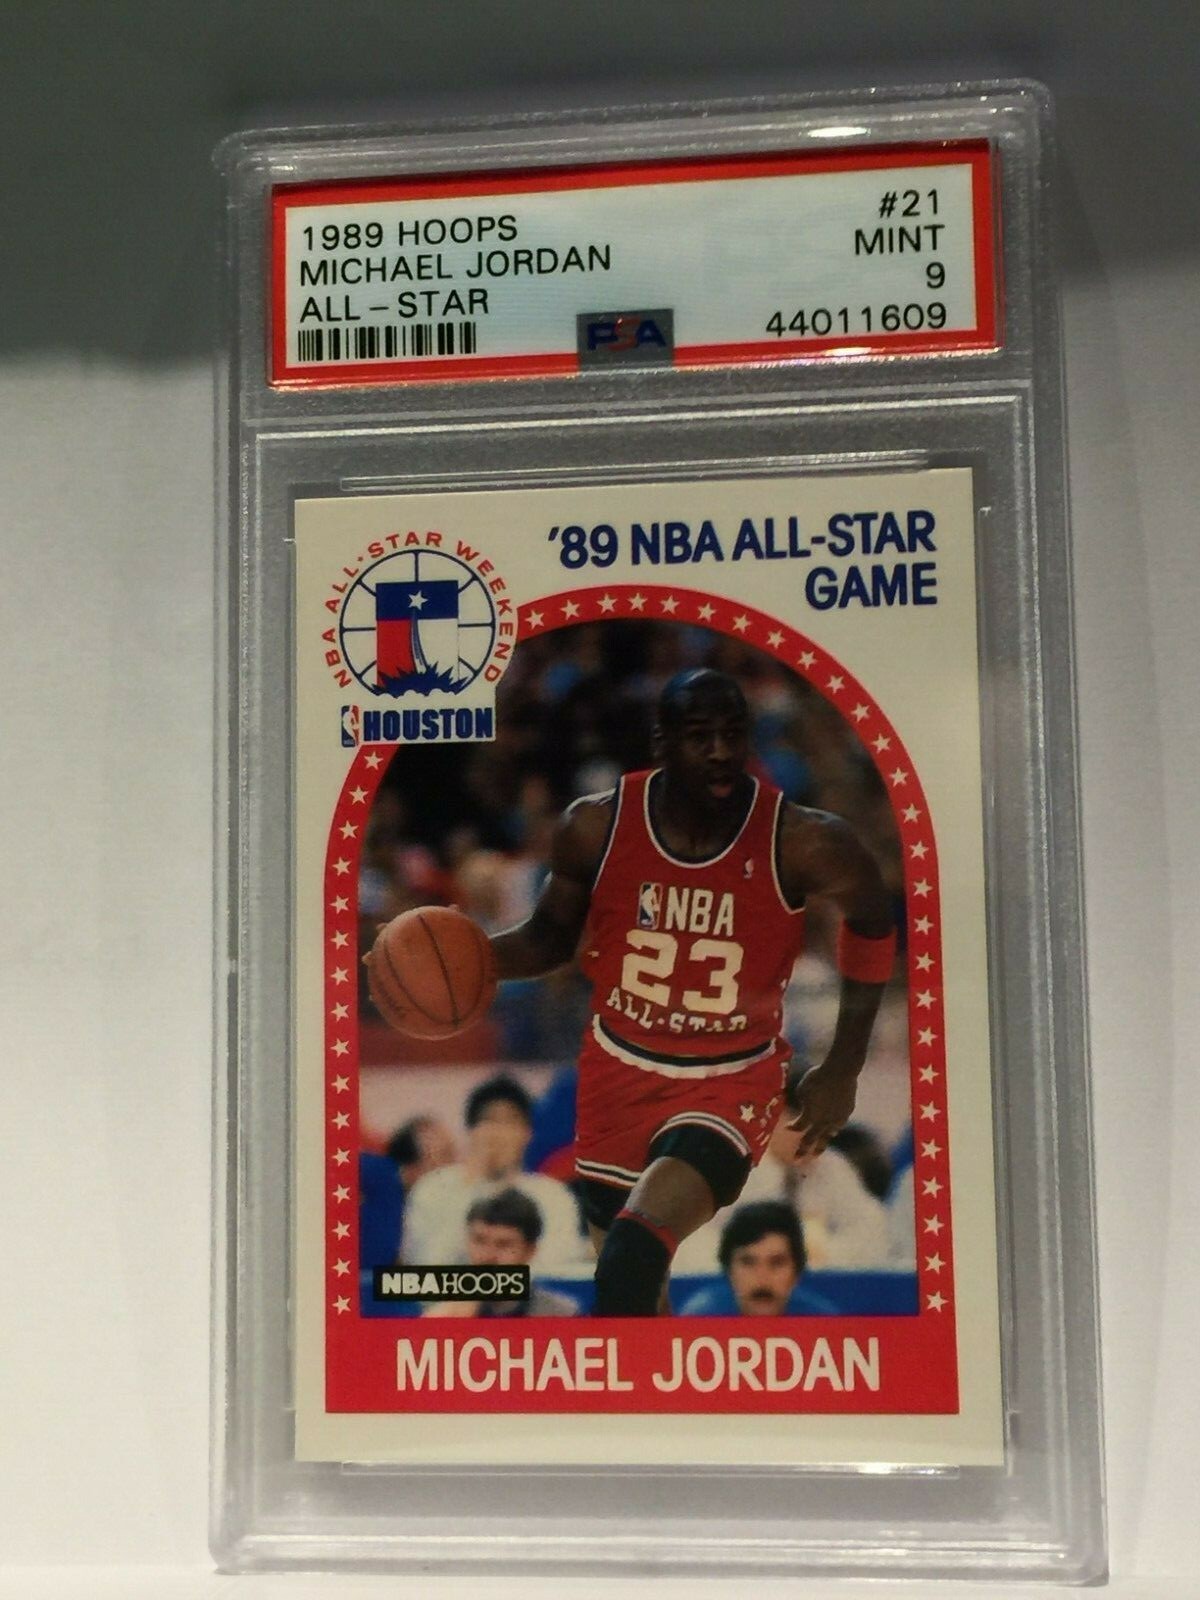 1989 HOOPS #21
MICHAEL JORDAN MINT
ALL-STAR 9
44011609
PSA
'89 NBA ALL-STAR
GAME
NBA ALL·STAR WEEKEND
HOUSTON
NBA
23
ALL·STAR
NBA HOOPS
MICHAEL JORDAN